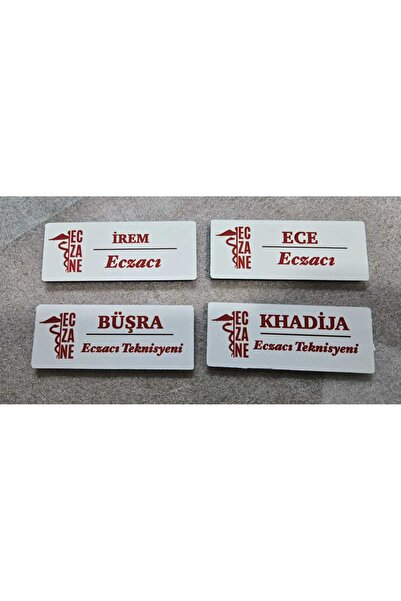 EC
ZA
NE
İREM
Eczacı
EC
ZA
NE
ECE
Eczacı
EC
ZA
NE
BÜŞRA
Eczacı Teknisyeni
EC
ZA
NE
KHADİJA
Eczacı Teknisyeni